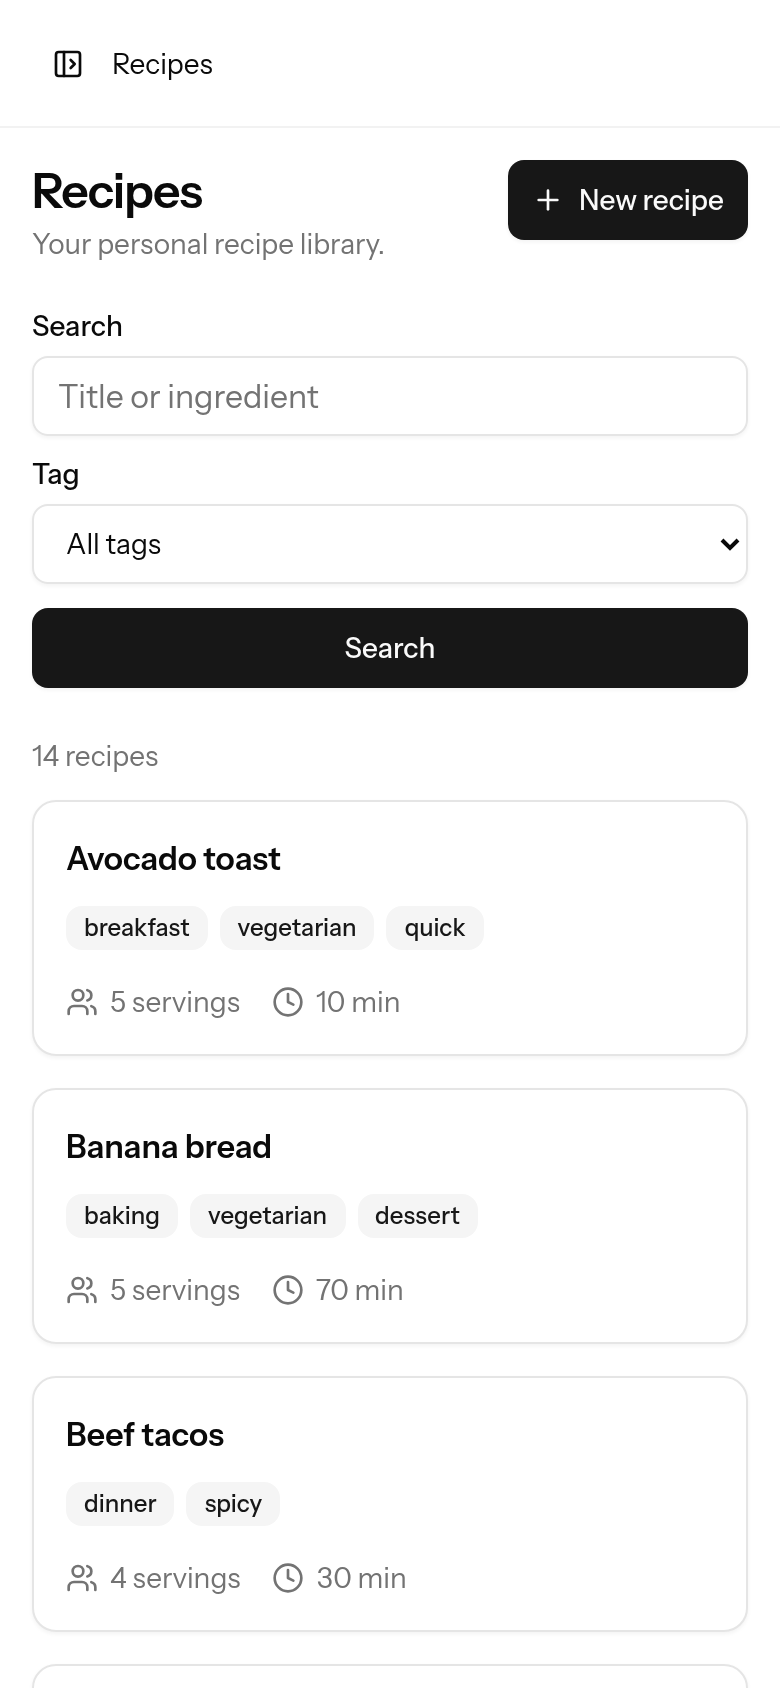 Recipes
Recipes
New recipe
Your personal recipe library.
Search
Title or ingredient
Tag
All tags
Search
14 recipes
Avocado toast
breakfast vegetarian quick
5 servings 10 min
Banana bread
baking vegetarian dessert
5 servings 70 min
Beef tacos
dinner spicy
4 servings 30 min